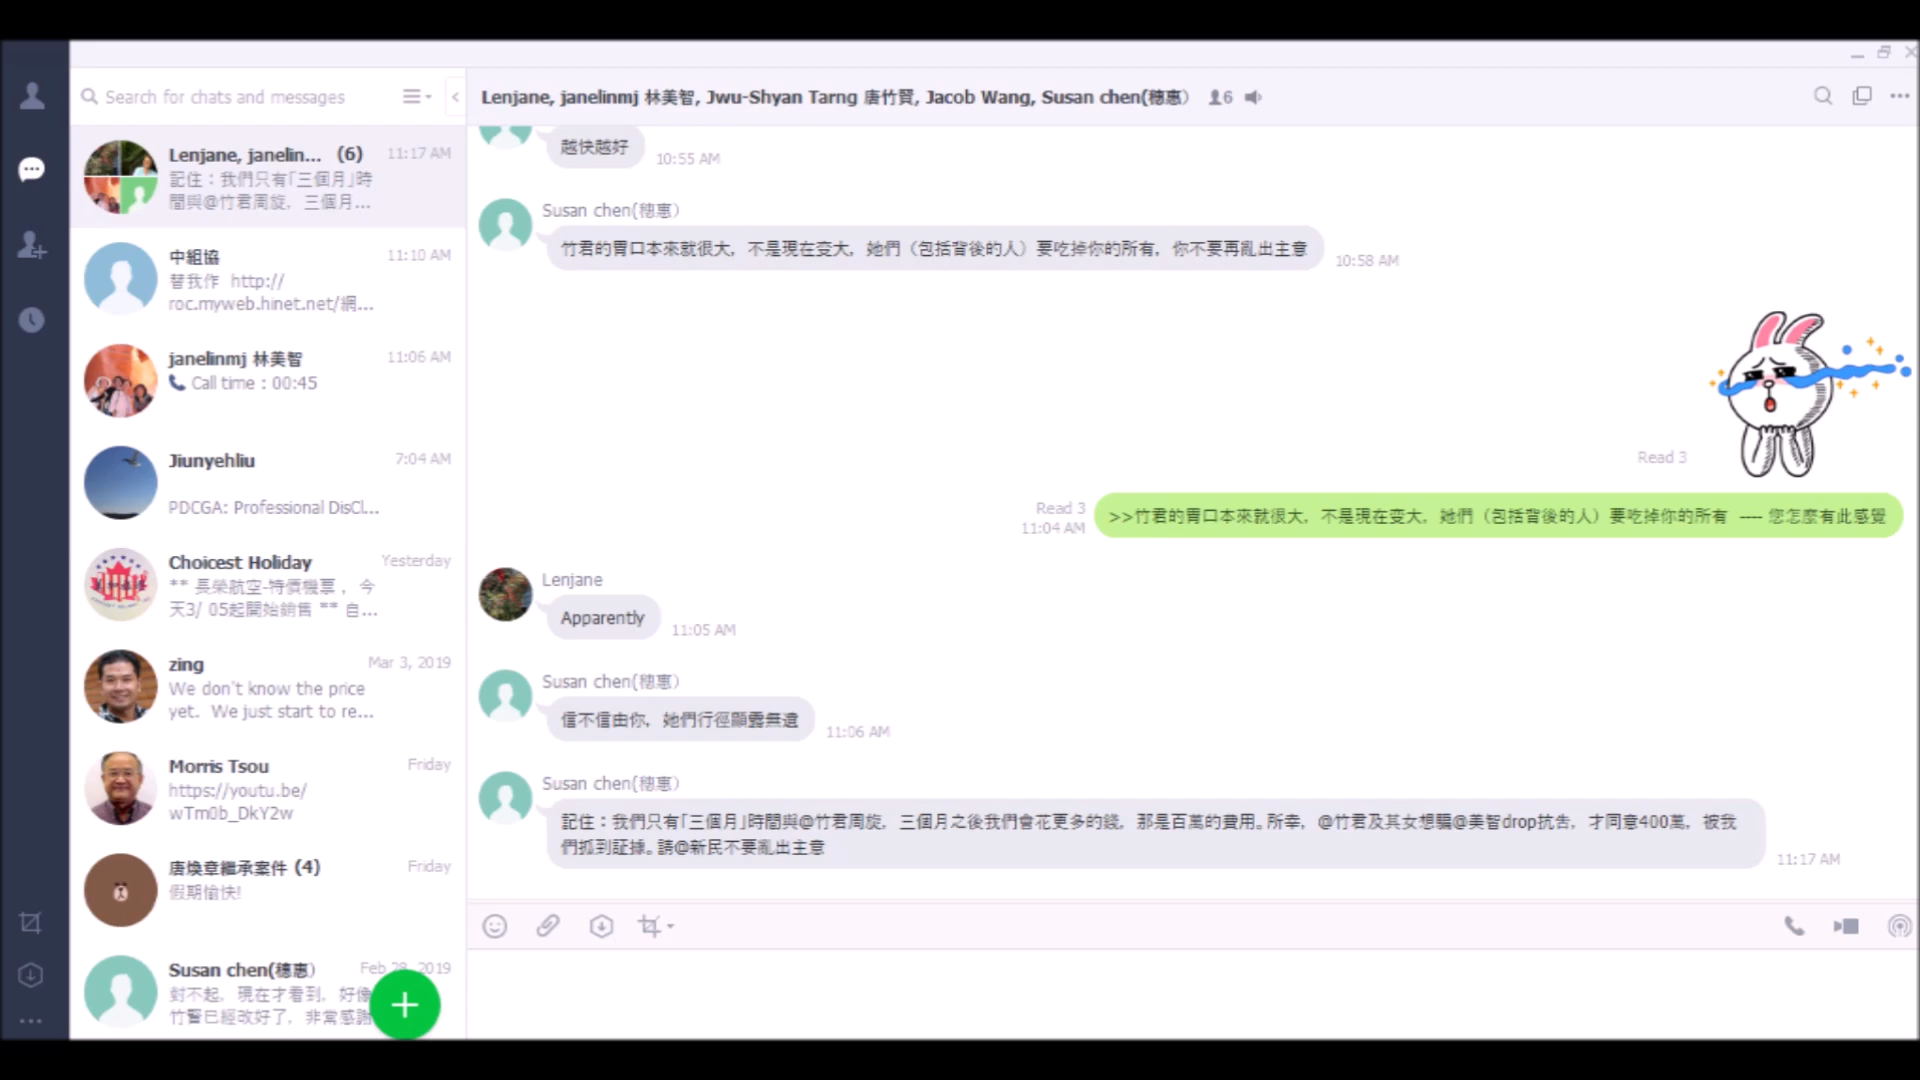 Search for chats and messages
Lenjane, janelin... (6)
11:17 AM
記住：我們只有「三個月」時
間與@竹君周旋，三個月...
中組協
11:10 AM
替我作 http://
roc.myweb.hinet.net/網...
janelinmj 林美智
11:06 AM
Call time : 00:45
Jiunyehliu
7:04 AM
PDCGA: Professional DisCl...
Choicest Holiday
Yesterday
** 長榮航空-特價機票 ，今
天3/ 05起開始銷售 ** 自...
zing
Mar 3, 2019
We don't know the price
yet. We just start to re...
Morris Tsou
Friday
https://youtu.be/
wTm0b_DkY2w
唐煥章繼承案件 (4)
Friday
假期愉快!
Susan chen(穗惠)
Feb 28, 2019
對不起，現在才看到，好像
竹賢已經改好了，非常感謝
Lenjane, janelinmj 林美智, Jwu-Shyan Tarng 唐竹賢, Jacob Wang, Susan chen(穗惠)
6
越快越好
10:55 AM
Susan chen(穗惠)
竹君的胃口本來就很大，不是現在变大，她們（包括背後的人）要吃掉你的所有，你不要再亂出主意
10:58 AM
Read 3
Read 3
11:04 AM
>>竹君的胃口本來就很大，不是現在变大，她們（包括背後的人）要吃掉你的所有 ---- 您怎麼有此感覺
Lenjane
Apparently
11:05 AM
Susan chen(穗惠)
信不信由你，她們行徑顯露無遺
11:06 AM
Susan chen(穗惠)
記住：我們只有「三個月」時間與@竹君周旋，三個月之後我們會花更多的錢，那是百萬的費用。所幸，@竹君及其女想騙@美智drop抗告，才同意400萬，被我
們抓到証據。請@新民不要亂出主意
11:17 AM